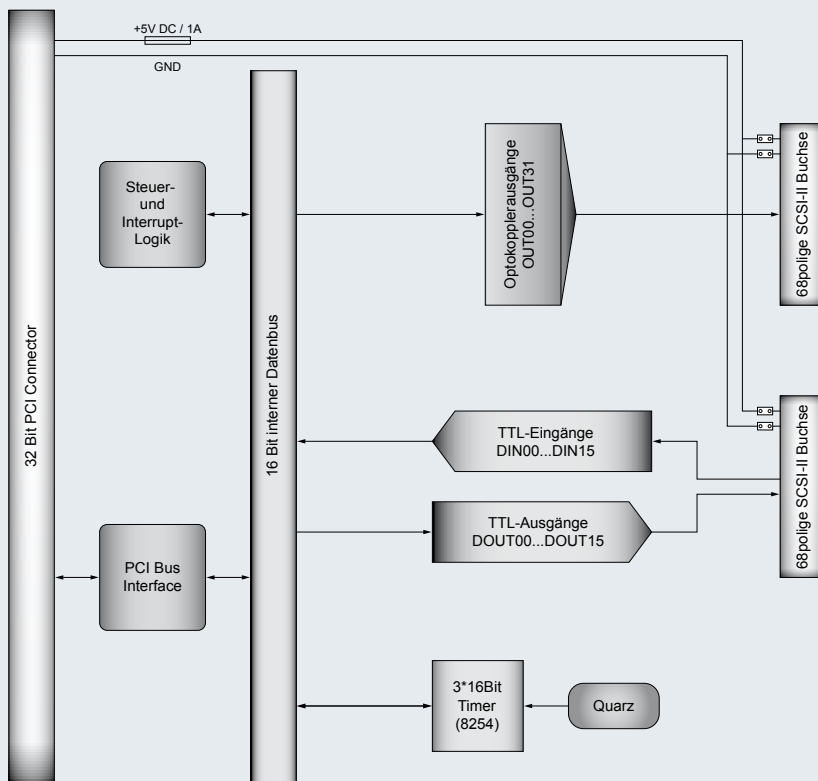 +5V DC / 1A
GND
32 Bit PCI Connector
Steuer-
und
Interrupt-
Logik
16 Bit interner Datenbus
Optokopplerausgänge
OUT00...OUT31
68polige SCSI-II Buchse
TTL-Eingänge
DIN00...DIN15
TTL-Ausgänge
DOUT00...DOUT15
68polige SCSI-II Buchse
PCI Bus
Interface
3*16Bit
Timer
(8254)
Quarz